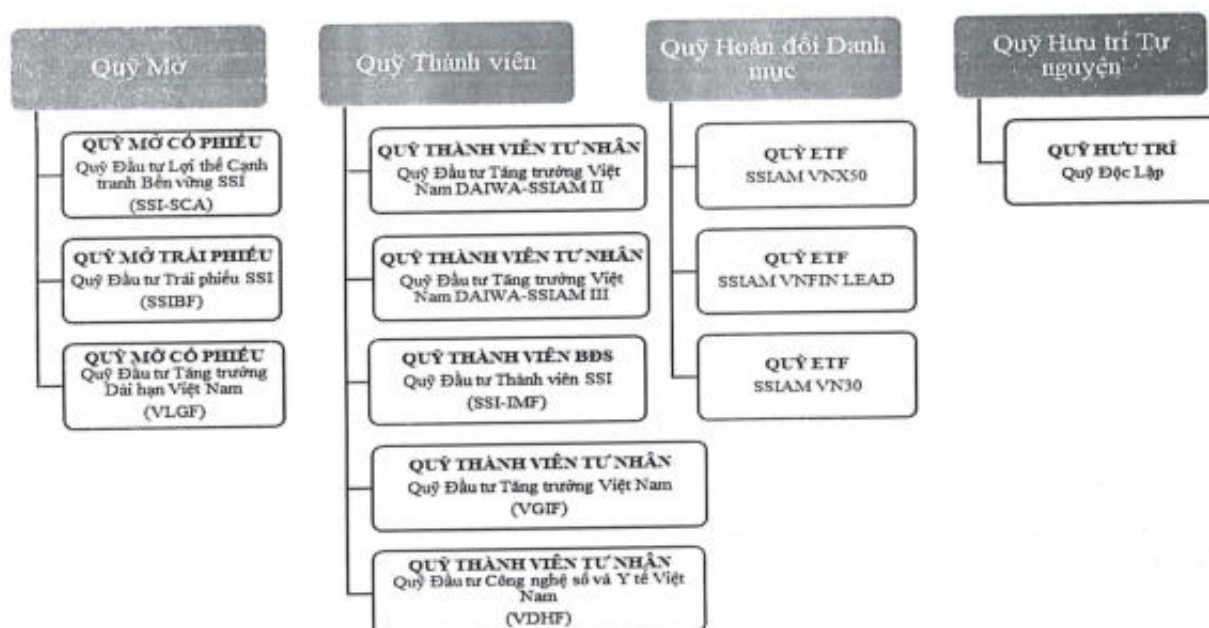 Quỹ Mở
QUỸ MỞ CỔ PHIẾU
Quỹ Đầu tư Lợi thế Cạnh
tranh Bền vững SSI
(SSI-SCA)
QUỸ MỞ TRÁI PHIẾU
Quỹ Đầu tư Trái phiếu SSI
(SSIBF)
QUỸ MỞ CỔ PHIẾU
Quỹ Đầu tư Tăng trưởng
Dài hạn Việt Nam
(VLGF)
Quỹ Thành viên
QUỸ THÀNH VIÊN TƯ NHÂN
Quỹ Đầu tư Tăng trưởng Việt
Nam DAIWA-SSIAM II
QUỸ THÀNH VIÊN TƯ NHÂN
Quỹ Đầu tư Tăng trưởng Việt
Nam DAIWA-SSIAM III
QUỸ THÀNH VIÊN BĐS
Quỹ Đầu tư Thành viên SSI
(SSI-IMF)
QUỸ THÀNH VIÊN TƯ NHÂN
Quỹ Đầu tư Tăng trưởng Việt Nam
(VGIF)
QUỸ THÀNH VIÊN TƯ NHÂN
Quỹ Đầu tư Công nghệ số và Y tế Việt
Nam
(VDHF)
Quỹ Hoán đổi Danh
mục
QUỸ ETF
SSIAM VNX50
QUỸ ETF
SSIAM VNFIN LEAD
QUỸ ETF
SSIAM VN30
Quỹ Hưu trí Tự
nguyện
QUỸ HƯU TRÍ
Quỹ Độc Lập